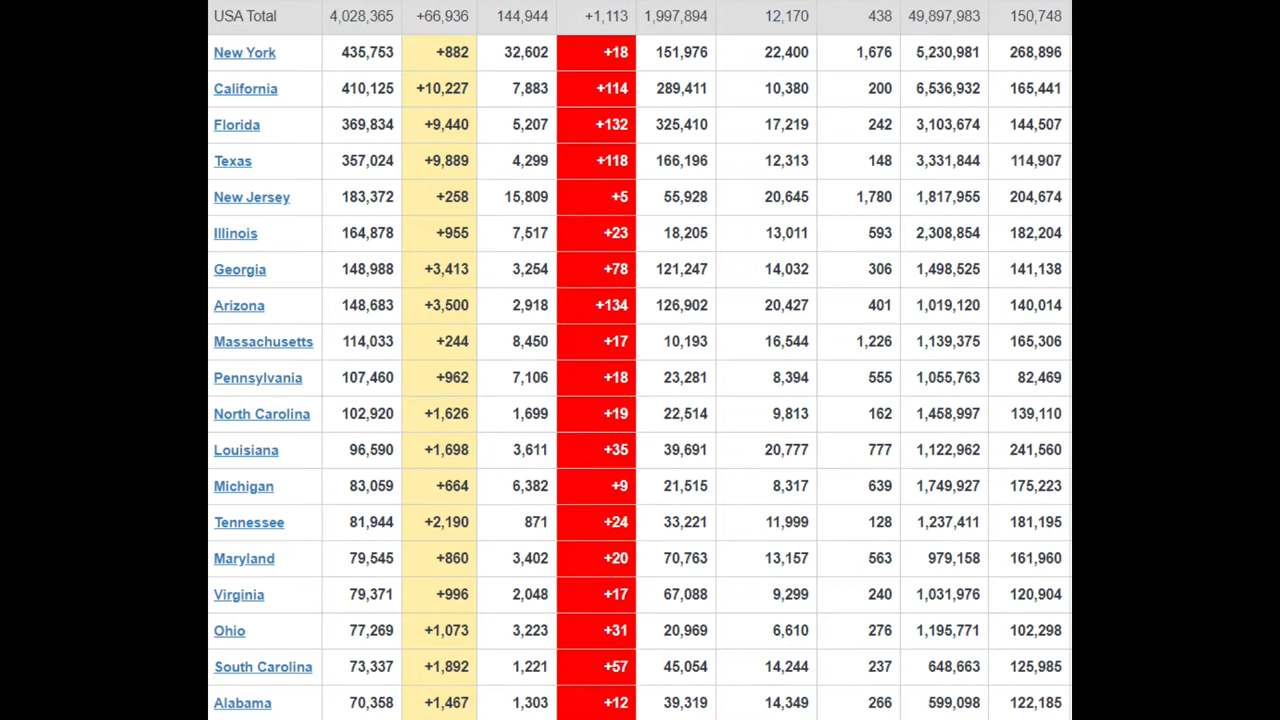 USA Total 4,028,365 +66,936 144,944 +1,113 1,997,894 12,170 438 49,897,983 150,748
New York 435,753 +882 32,602 +18 151,976 22,400 1,676 5,230,981 268,896
California 410,125 +10,227 7,883 +114 289,411 10,380 200 6,536,932 165,441
Florida 369,834 +9,440 5,207 +132 325,410 17,219 242 3,103,674 144,507
Texas 357,024 +9,889 4,299 +118 166,196 12,313 148 3,331,844 114,907
New Jersey 183,372 +258 15,809 +5 55,928 20,645 1,780 1,817,955 204,674
Illinois 164,878 +955 7,517 +23 18,205 13,011 593 2,308,854 182,204
Georgia 148,988 +3,413 3,254 +78 121,247 14,032 306 1,498,525 141,138
Arizona 148,683 +3,500 2,918 +134 126,902 20,427 401 1,019,120 140,014
Massachusetts 114,033 +244 8,450 +17 10,193 16,544 1,226 1,139,375 165,306
Pennsylvania 107,460 +962 7,106 +18 23,281 8,394 555 1,055,763 82,469
North Carolina 102,920 +1,626 1,699 +19 22,514 9,813 162 1,458,997 139,110
Louisiana 96,590 +1,698 3,611 +35 39,691 20,777 777 1,122,962 241,560
Michigan 83,059 +664 6,382 +9 21,515 8,317 639 1,749,927 175,223
Tennessee 81,944 +2,190 871 +24 33,221 11,999 128 1,237,411 181,195
Maryland 79,545 +860 3,402 +20 70,763 13,157 563 979,158 161,960
Virginia 79,371 +996 2,048 +17 67,088 9,299 240 1,031,976 120,904
Ohio 77,269 +1,073 3,223 +31 20,969 6,610 276 1,195,771 102,298
South Carolina 73,337 +1,892 1,221 +57 45,054 14,244 237 648,663 125,985
Alabama 70,358 +1,467 1,303 +12 39,319 14,349 266 599,098 122,185